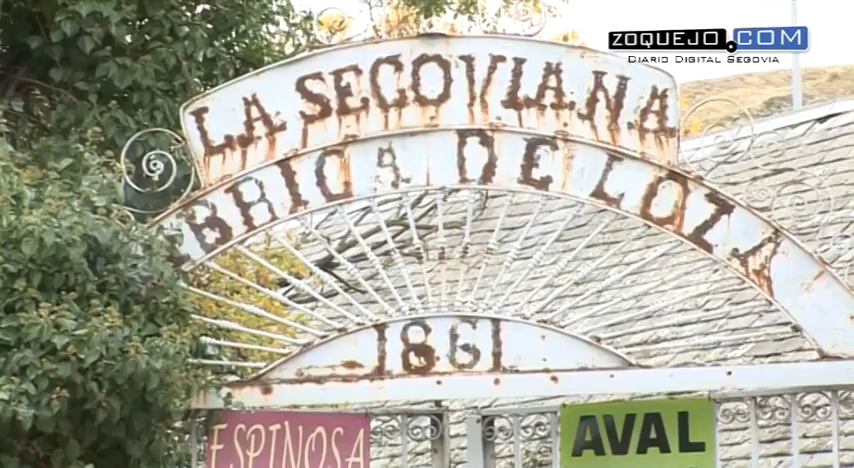 ZOQUEJO.COM
DIARIO DIGITAL SEGOVIA
LA SEGOVIANA
BRICA DE LOZA
1861
ESPINOSA
AVAL